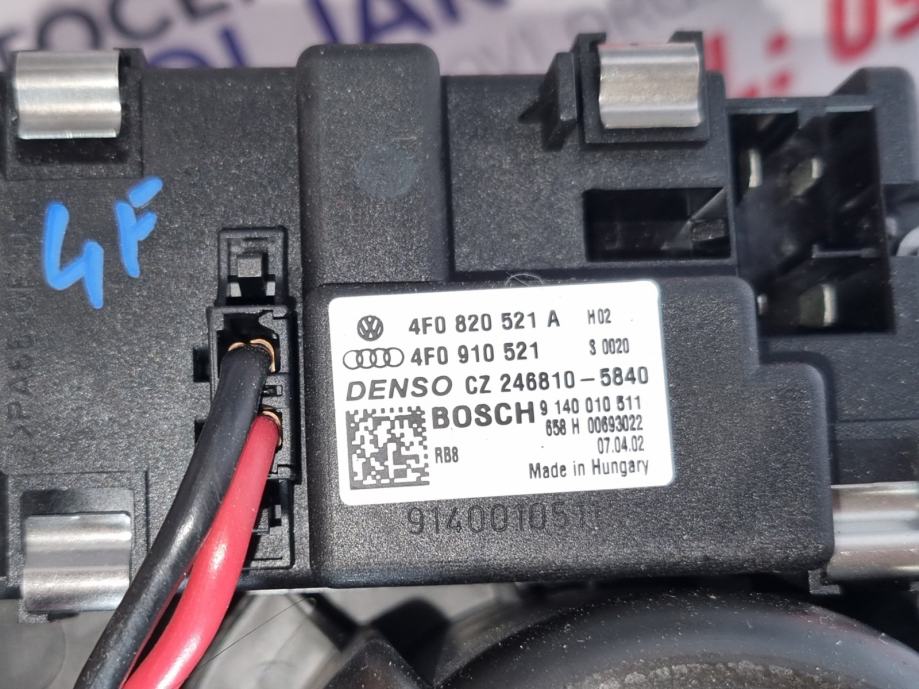 4F
4F0 820 521 A H02
4F0 910 521 S 0020
DENSO CZ 246810-5840
BOSCH 9 140 010 511
658 H 00693022
RB8 07.04.02
Made in Hungary
914001051